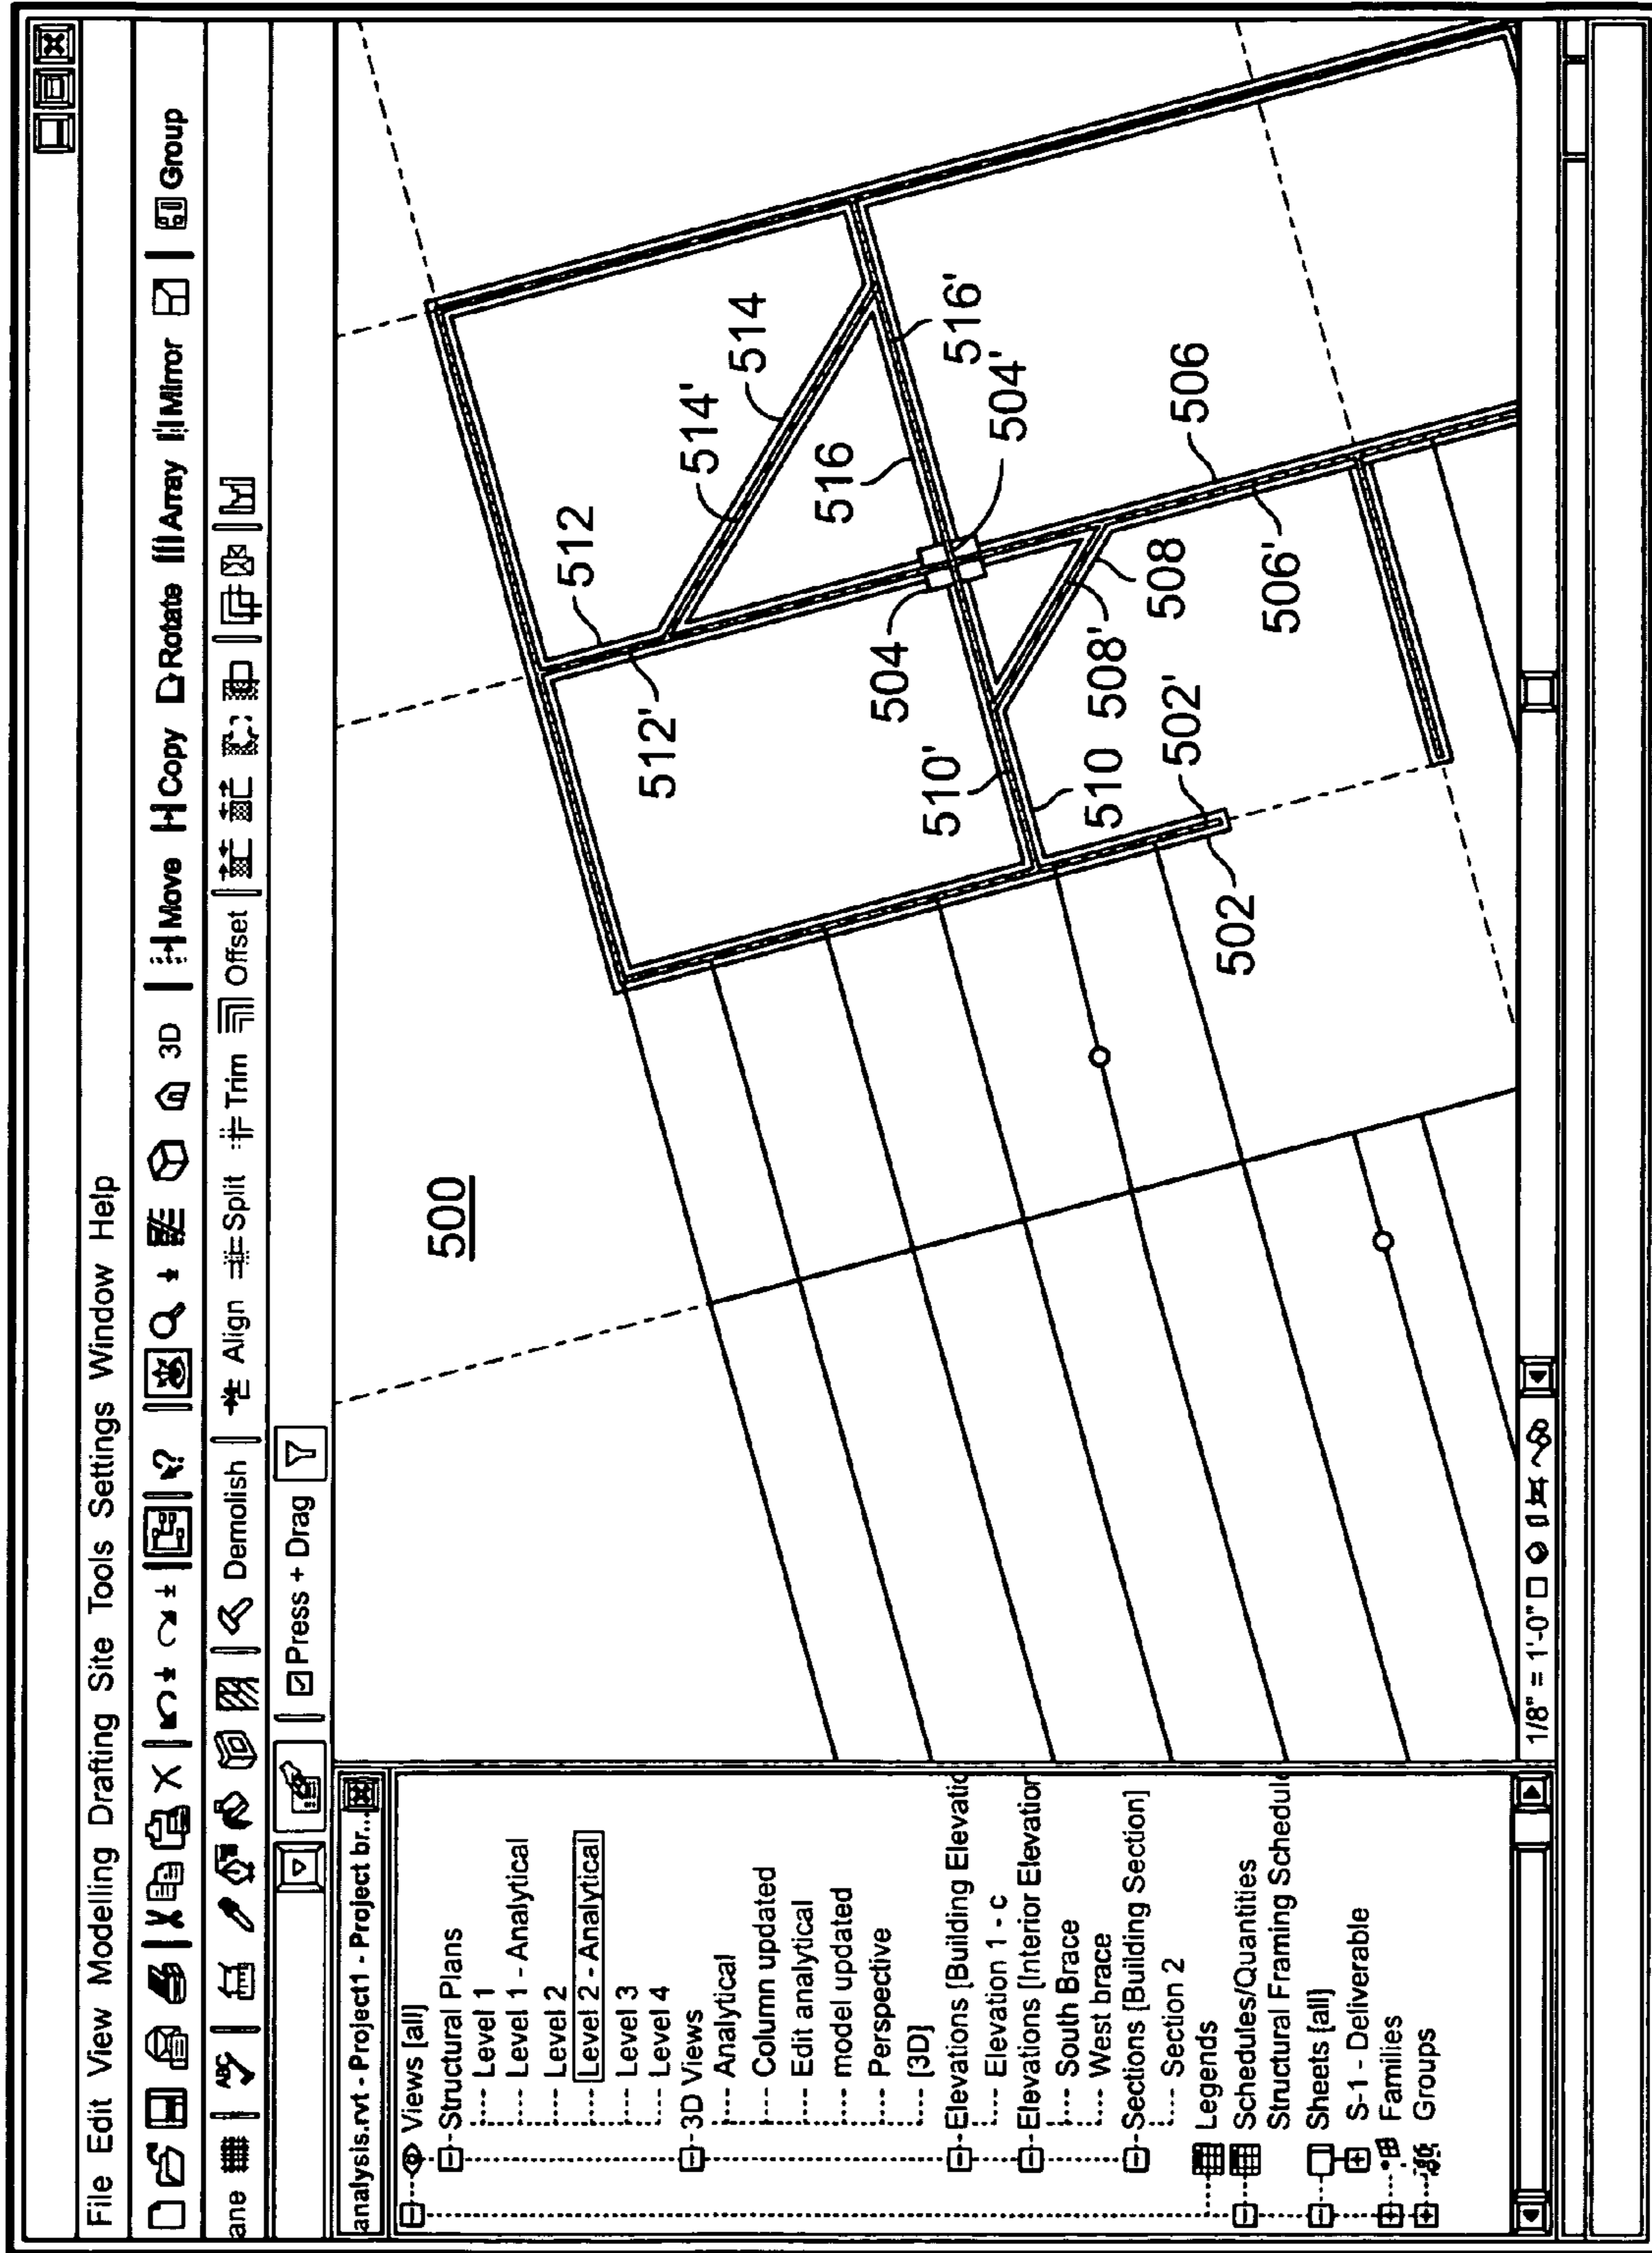 File Edit View Modelling Drafting Site Tools Settings Window Help
3D Move Copy Rotate Array Mirror Group
ane ABC Demolish Align Split Trim Offset
Press + Drag
analysis.rvt - Project1 - Project br...
Views [all]
Structural Plans
Level 1
Level 1 - Analytical
Level 2
Level 2 - Analytical
Level 3
Level 4
3D Views
Analytical
Column updated
Edit analytical
model updated
Perspective
[3D]
Elevations [Building Elevatio
Elevation 1 - c
Elevations [Interior Elevation
South Brace
West brace
Sections [Building Section]
Section 2
Legends
Schedules/Quantities
Structural Framing Schedule
Sheets [all]
S-1 - Deliverable
Families
Groups
500
512
514'
514
512'
516
516'
504
504'
510'
506
510
508'
508
502'
506'
502
1/8" = 1'-0"